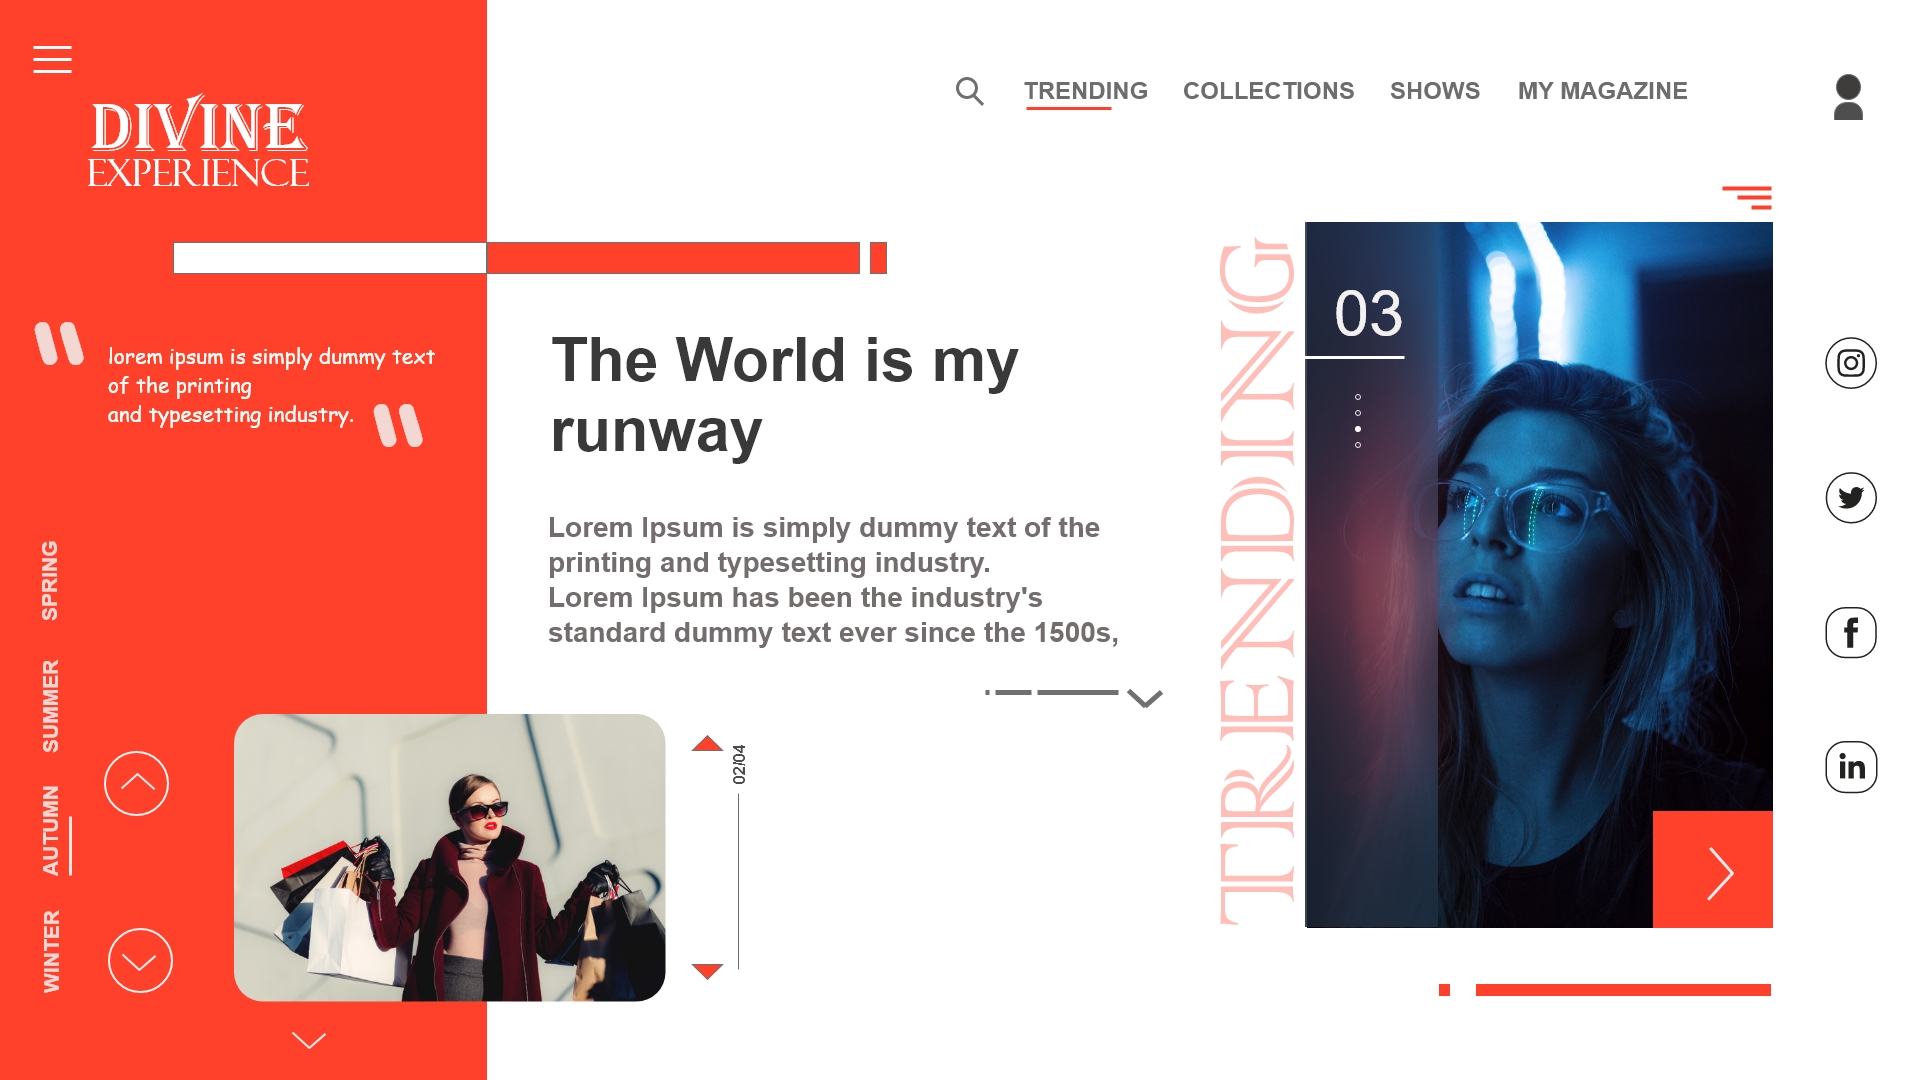 DIVINE
EXPERIENCE
TRENDING
COLLECTIONS
SHOWS
MY MAGAZINE
lorem ipsum is simply dummy text
of the printing
and typesetting industry.
SPRING
SUMMER
AUTUMN
WINTER
The World is my
runway
Lorem Ipsum is simply dummy text of the
printing and typesetting industry.
Lorem Ipsum has been the industry's
standard dummy text ever since the 1500s,
02/04
TRENDING
03